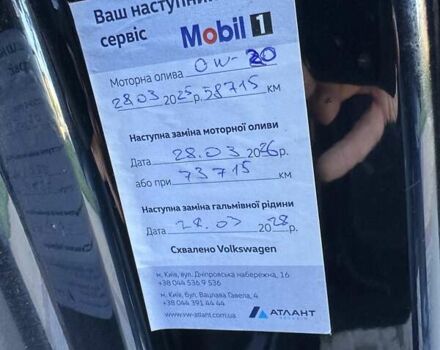 Ваш наступний
сервіс Mobil 1
Моторна олива OW-20
28.03 2025р. 58715 км
Наступна заміна моторної оливи
Дата 28.03 2026р.
або при 73715 км
Наступна заміна гальмівної рідини
Дата 28.03 2028р.
Схвалено Volkswagen
м. Київ, вул. Дніпровська набережна, 16
+38 044 536 9 536
м. Київ, бул. Вацлава Гавела, 4
+38 044 391 44 44
www.vw-atlant.com.ua
АТЛАНТ